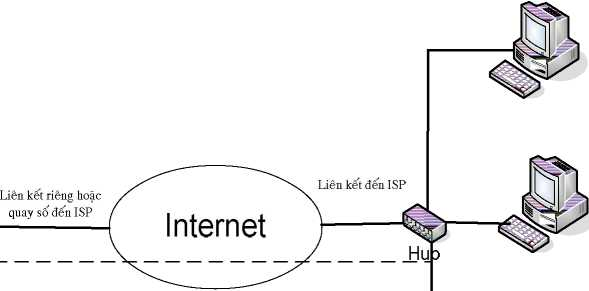 Liên kết đến ISP
Liên kết riêng hoặc
quay số đến ISP
Internet
Hub